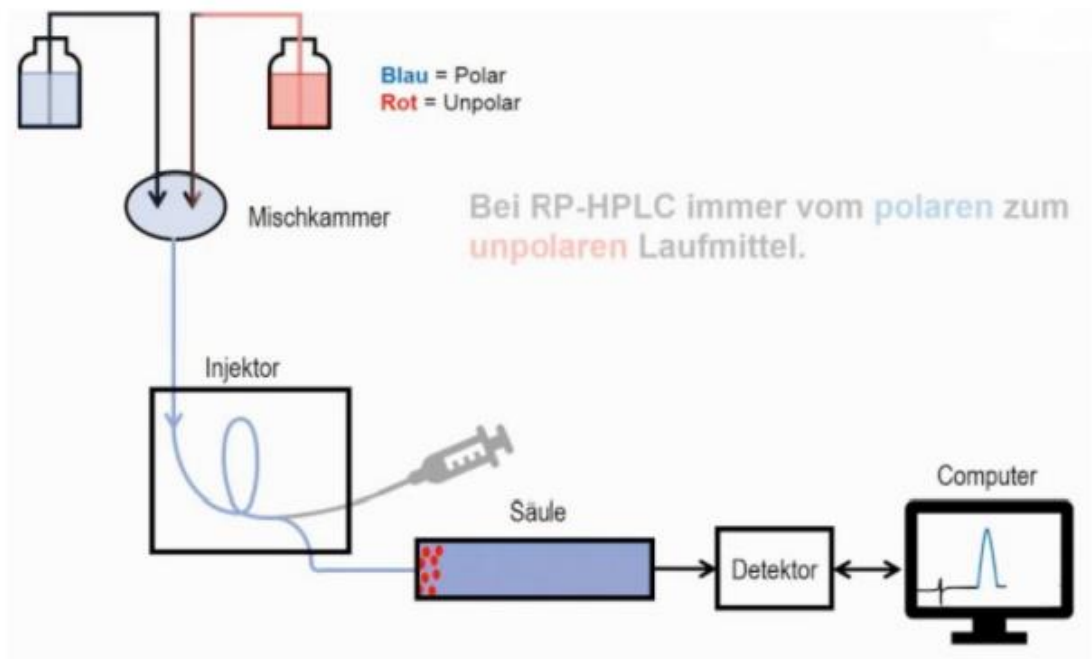 Blau = Polar
Rot = Unpolar
Mischkammer
Bei RP-HPLC immer vom polaren zum
unpolaren Laufmittel.
Injektor
Säule
Computer
Detektor